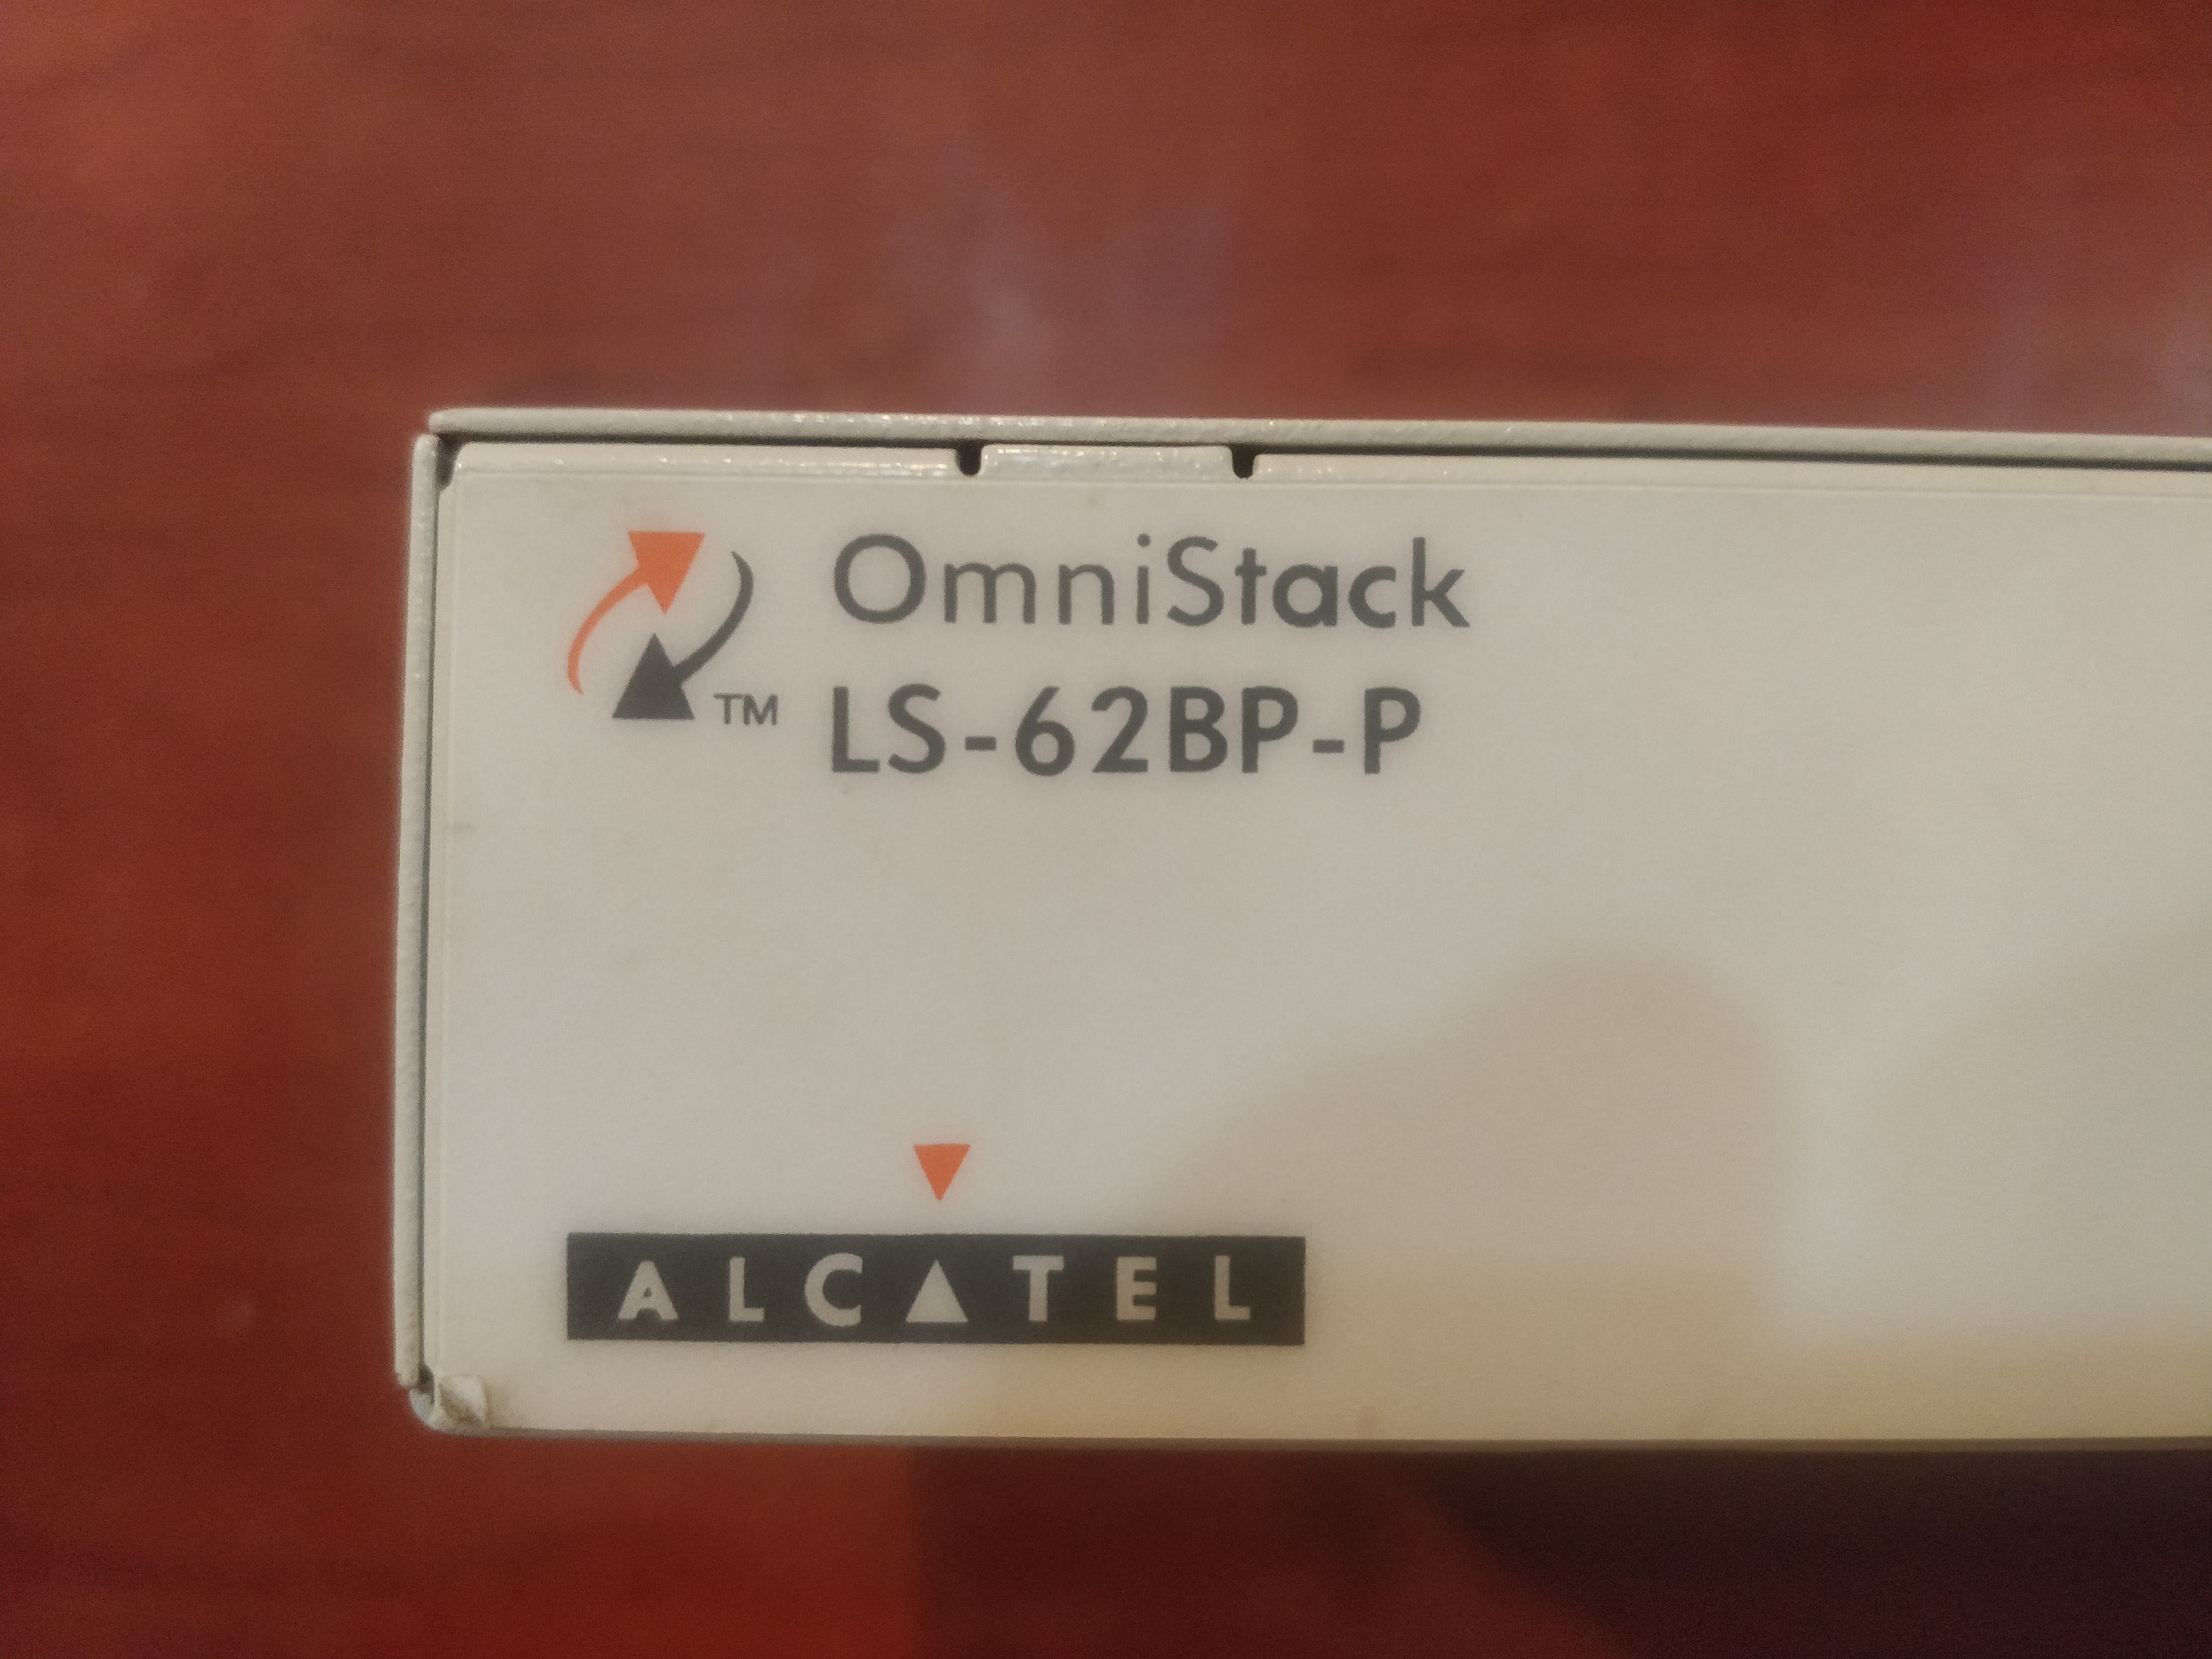 OmniStack
TM LS-62BP-P
ALCATEL